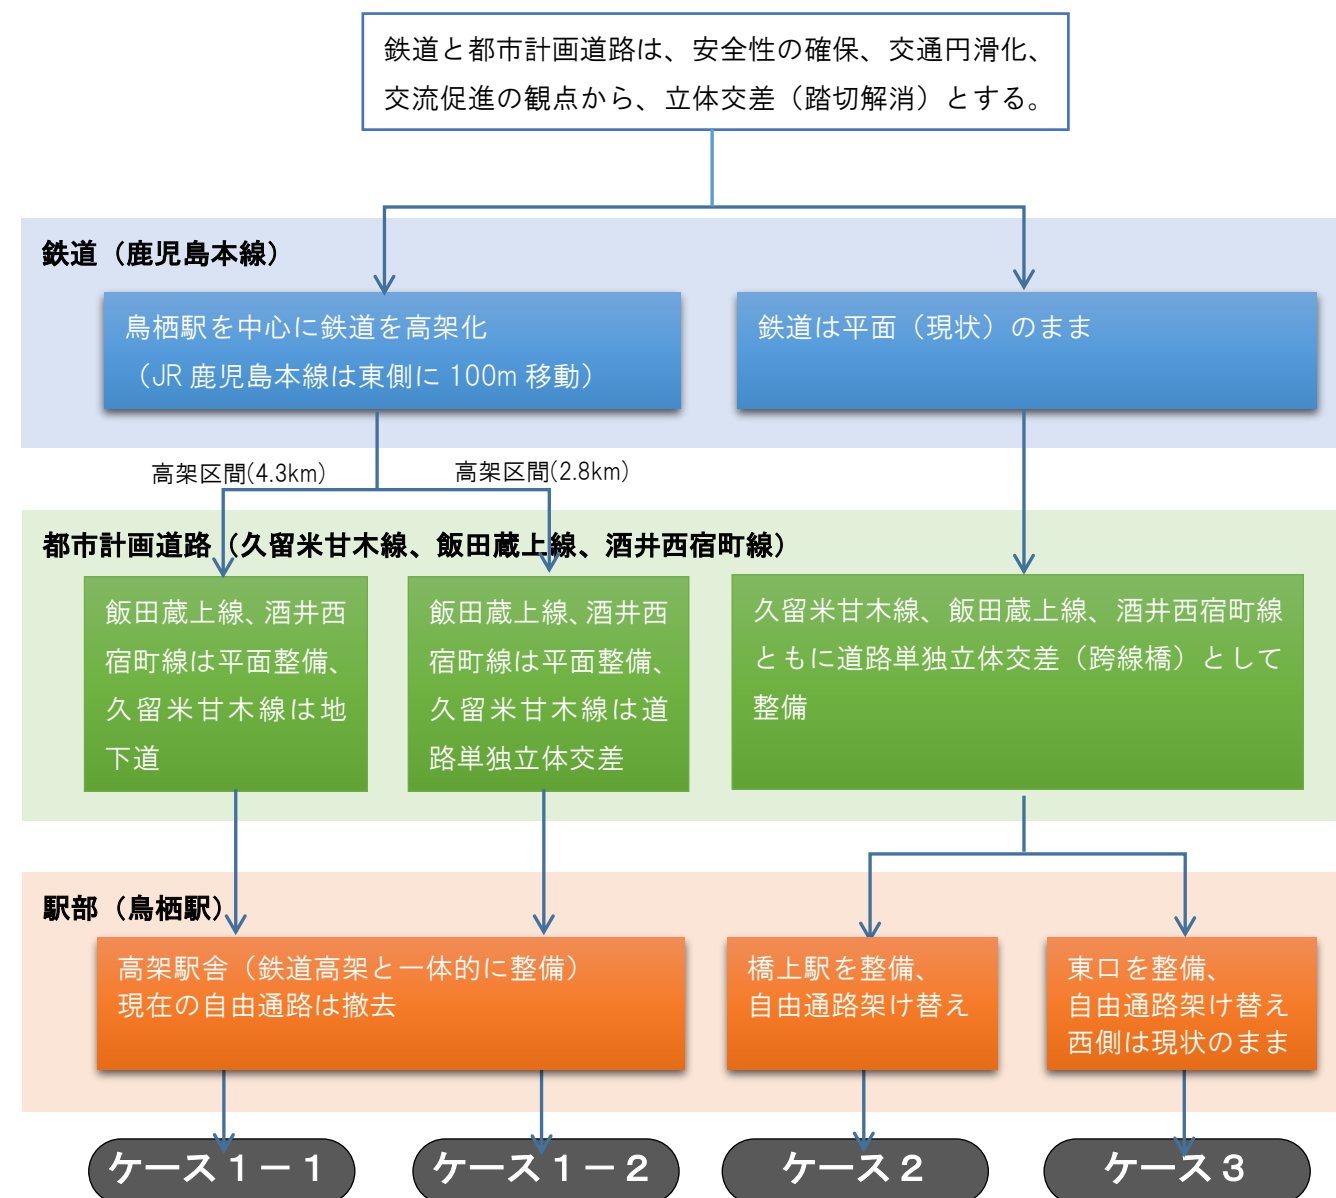 鉄道と都市計画道路は、安全性の確保、交通円滑化、
交流促進の観点から、立体交差（踏切解消）とする。
鉄道（鹿児島本線）
鳥栖駅を中心に鉄道を高架化
（JR 鹿児島本線は東側に 100m 移動）
鉄道は平面（現状）のまま
高架区間(4.3km)
高架区間(2.8km)
都市計画道路（久留米甘木線、飯田蔵上線、酒井西宿町線）
飯田蔵上線、酒井西
宿町線は平面整備、
久留米甘木線は地
下道
飯田蔵上線、酒井西
宿町線は平面整備、
久留米甘木線は道
路単独立体交差
久留米甘木線、飯田蔵上線、酒井西宿町線
ともに道路単独立体交差（跨線橋）として
整備
駅部（鳥栖駅）
高架駅舎（鉄道高架と一体的に整備）
現在の自由通路は撤去
橋上駅を整備、
自由通路架け替え
東口を整備、
自由通路架け替え
西側は現状のまま
ケース１－１
ケース１－２
ケース２
ケース３